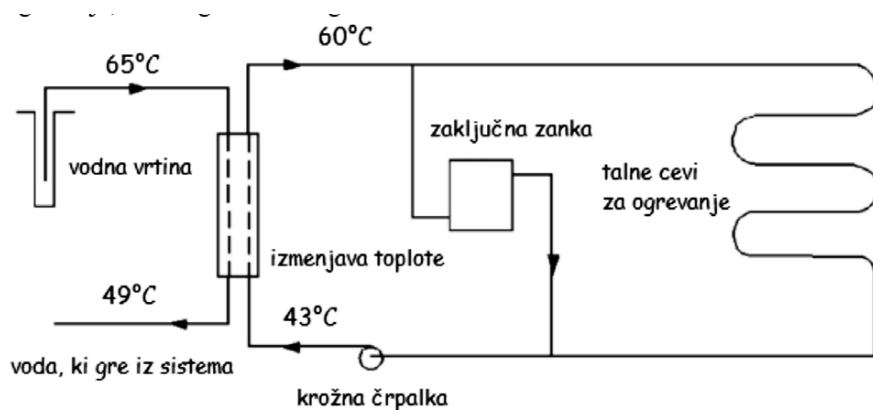 60°C
65°C
zaključna zanka
vodna vrtina
talne cevi
za ogrevanje
izmenjava toplote
49°C
43°C
voda, ki gre iz sistema
krožna črpalka